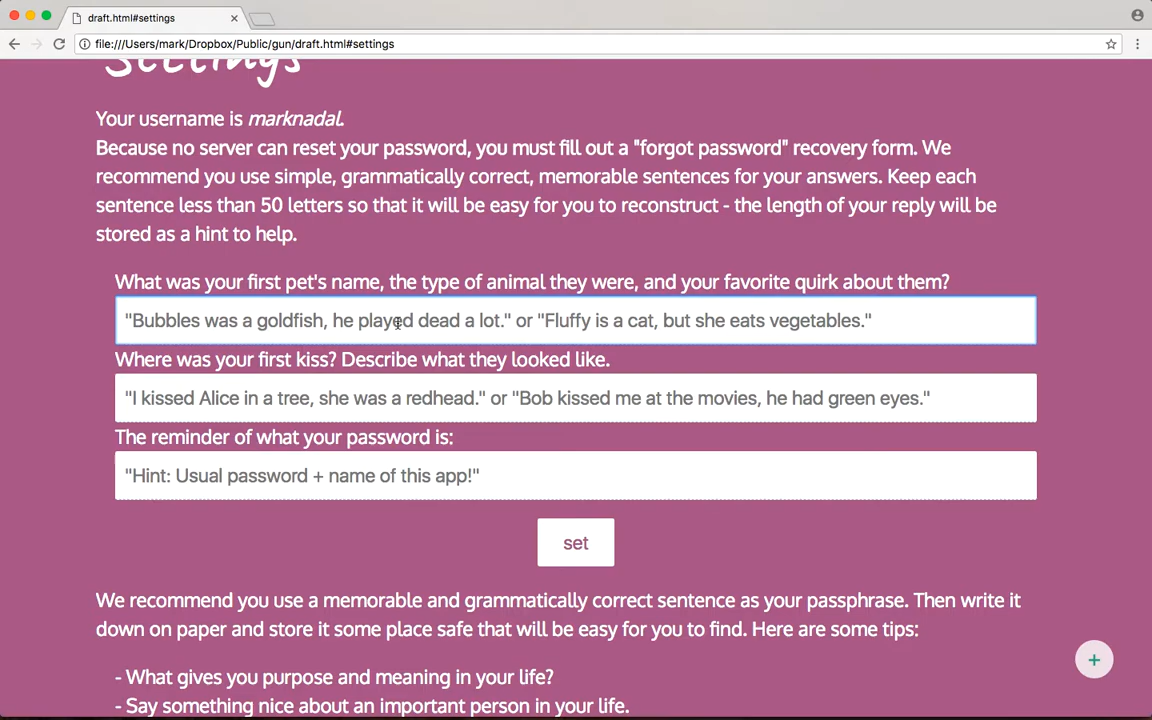 draft.html#settings
file:///Users/mark/Dropbox/Public/gun/draft.html#settings
Settings
Your username is marknadal.
Because no server can reset your password, you must fill out a "forgot password" recovery form. We
recommend you use simple, grammatically correct, memorable sentences for your answers. Keep each
sentence less than 50 letters so that it will be easy for you to reconstruct - the length of your reply will be
stored as a hint to help.
What was your first pet's name, the type of animal they were, and your favorite quirk about them?
"Bubbles was a goldfish, he played dead a lot." or "Fluffy is a cat, but she eats vegetables."
Where was your first kiss? Describe what they looked like.
"I kissed Alice in a tree, she was a redhead." or "Bob kissed me at the movies, he had green eyes."
The reminder of what your password is:
"Hint: Usual password + name of this app!"
set
We recommend you use a memorable and grammatically correct sentence as your passphrase. Then write it
down on paper and store it some place safe that will be easy for you to find. Here are some tips:
- What gives you purpose and meaning in your life?
- Say something nice about an important person in your life.
+